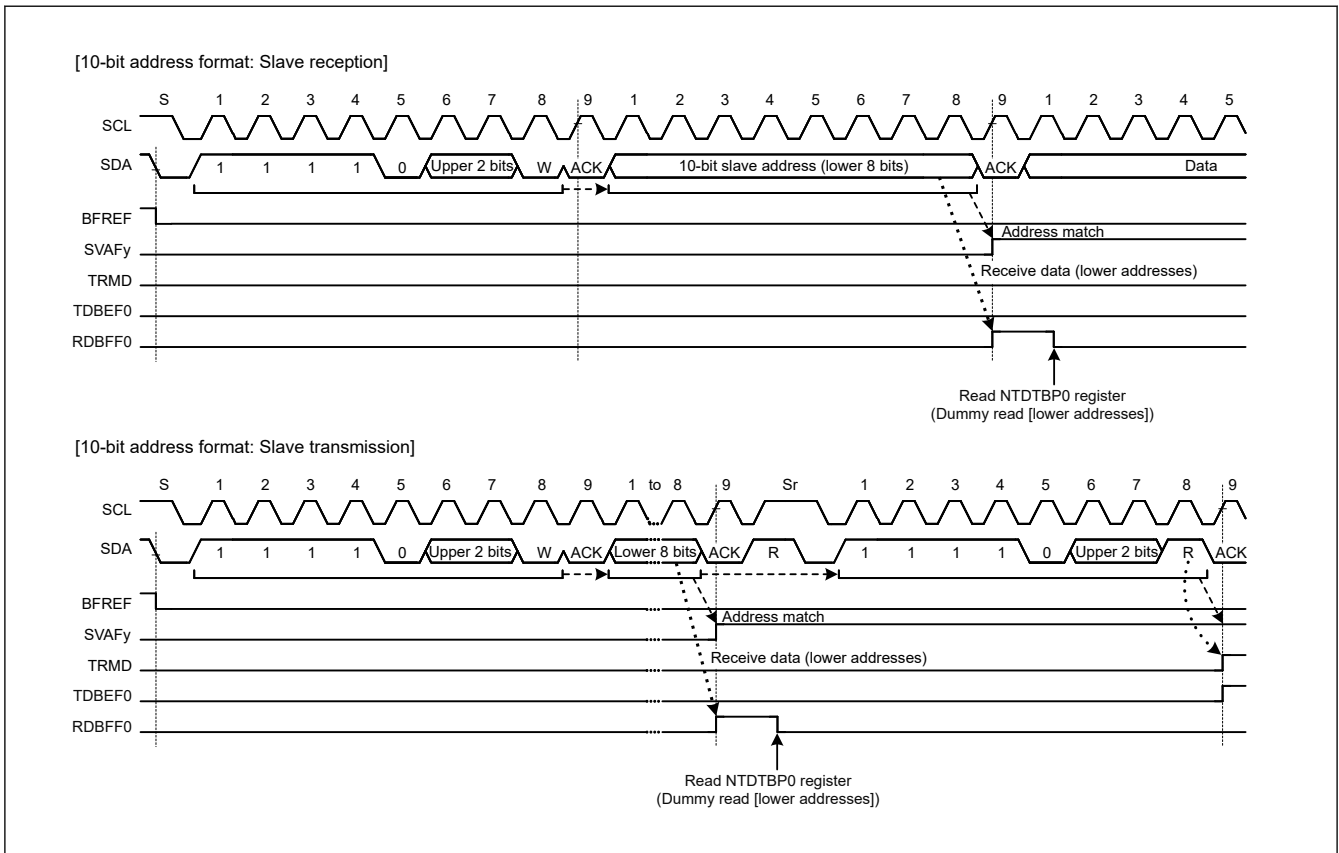 [10-bit address format: Slave reception]
S 1 2 3 4 5 6 7 8 9 1 2 3 4 5 6 7 8 9 1 2 3 4 5
SCL
SDA 1 1 1 1 0 Upper 2 bits W ACK 10-bit slave address (lower 8 bits) ACK Data
BFREF
Address match
SVAFy
Receive data (lower addresses)
TRMD
TDBEF0
RDBFF0
Read NTDTBP0 register
(Dummy read [lower addresses])
[10-bit address format: Slave transmission]
S 1 2 3 4 5 6 7 8 9 1 to 8 9 Sr 1 2 3 4 5 6 7 8 9
SCL
SDA 1 1 1 1 0 Upper 2 bits W ACK Lower 8 bits ACK R 1 1 1 1 0 Upper 2 bits R ACK
BFREF
Address match
SVAFy
Receive data (lower addresses)
TRMD
TDBEF0
RDBFF0
Read NTDTBP0 register
(Dummy read [lower addresses])